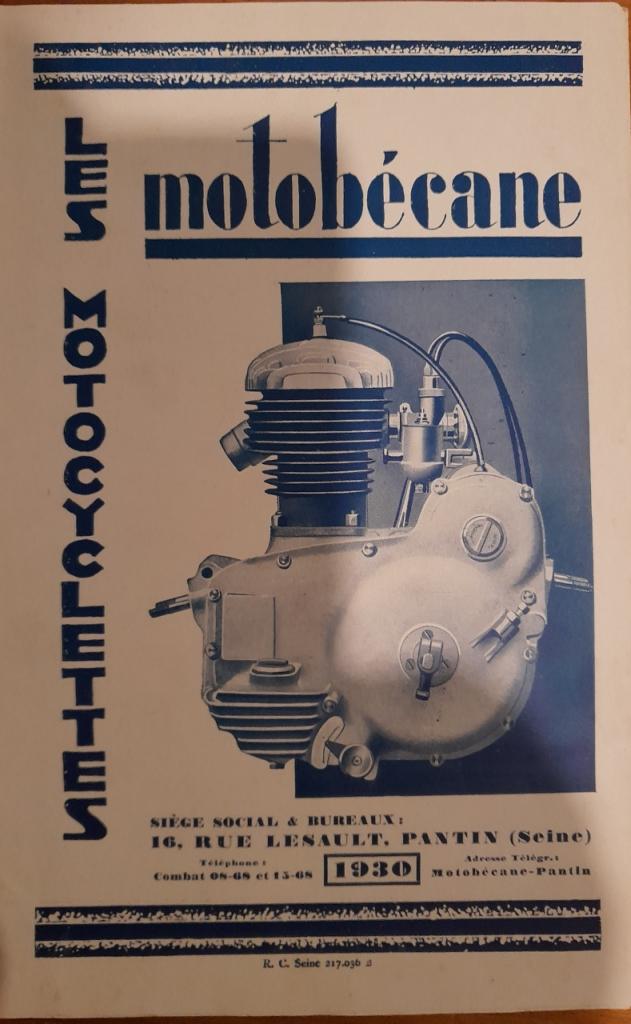 LES MOTOCYCLETTES
motobécane
SIÈGE SOCIAL & BUREAUX:
16, RUE LESAULT, PANTIN (Seine)
Téléphone:
Combat 08-68 et 15-68
1930
Adresse Télégr.:
Motobécane-Pantin
R. C. Seine 217.036 B